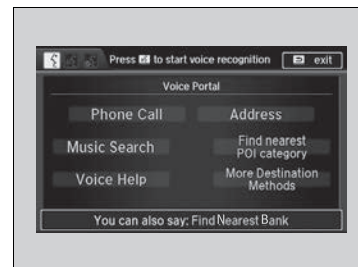 Press to start voice recognition exit
Voice Portal
Phone Call Address
Music Search Find nearest
POI category
Voice Help More Destination
Methods
You can also say: Find Nearest Bank